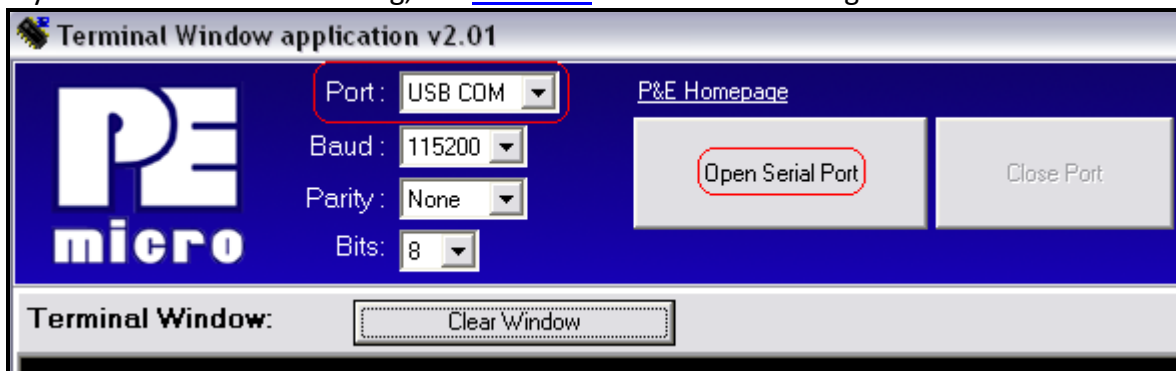 Terminal Window application v2.01
Port: USB COM
P&E Homepage
Baud: 115200
Open Serial Port
Close Port
Parity: None
Bits: 8
PE
micro
Terminal Window:
Clear Window